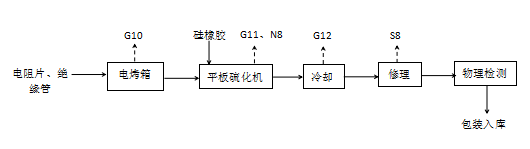 G10
硅橡胶
G11、N8
G12
S8
电阻片、绝
缘管
电烤箱
平板硫化机
冷却
修理
物理检测
包装入库